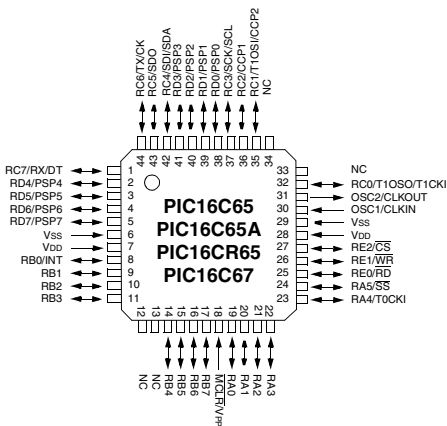 RC6/TX/CK
RC5/SDO
RC4/SDI/SDA
RD3/PSP3
RD2/PSP2
RD1/PSP1
RD0/PSP0
RC3/SCK/SCL
RC2/CCP1
RC1/T1OSI/CCP2
NC
44
43
42
41
40
39
38
37
36
35
34
RC7/RX/DT 1
RD4/PSP4 2
RD5/PSP5 3
RD6/PSP6 4
RD7/PSP7 5
VSS 6
VDD 7
RB0/INT 8
RB1 9
RB2 10
RB3 11
PIC16C65
PIC16C65A
PIC16CR65
PIC16C67
33 NC
32 RC0/T1OSO/T1CKI
31 OSC2/CLKOUT
30 OSC1/CLKIN
29 VSS
28 VDD
27 RE2/CS
26 RE1/WR
25 RE0/RD
24 RA5/SS
23 RA4/T0CKI
12
13
14
15
16
17
18
19
20
21
22
NC
NC
RB4
RB5
RB6
RB7
MCLR/VPP
RA0
RA1
RA2
RA3